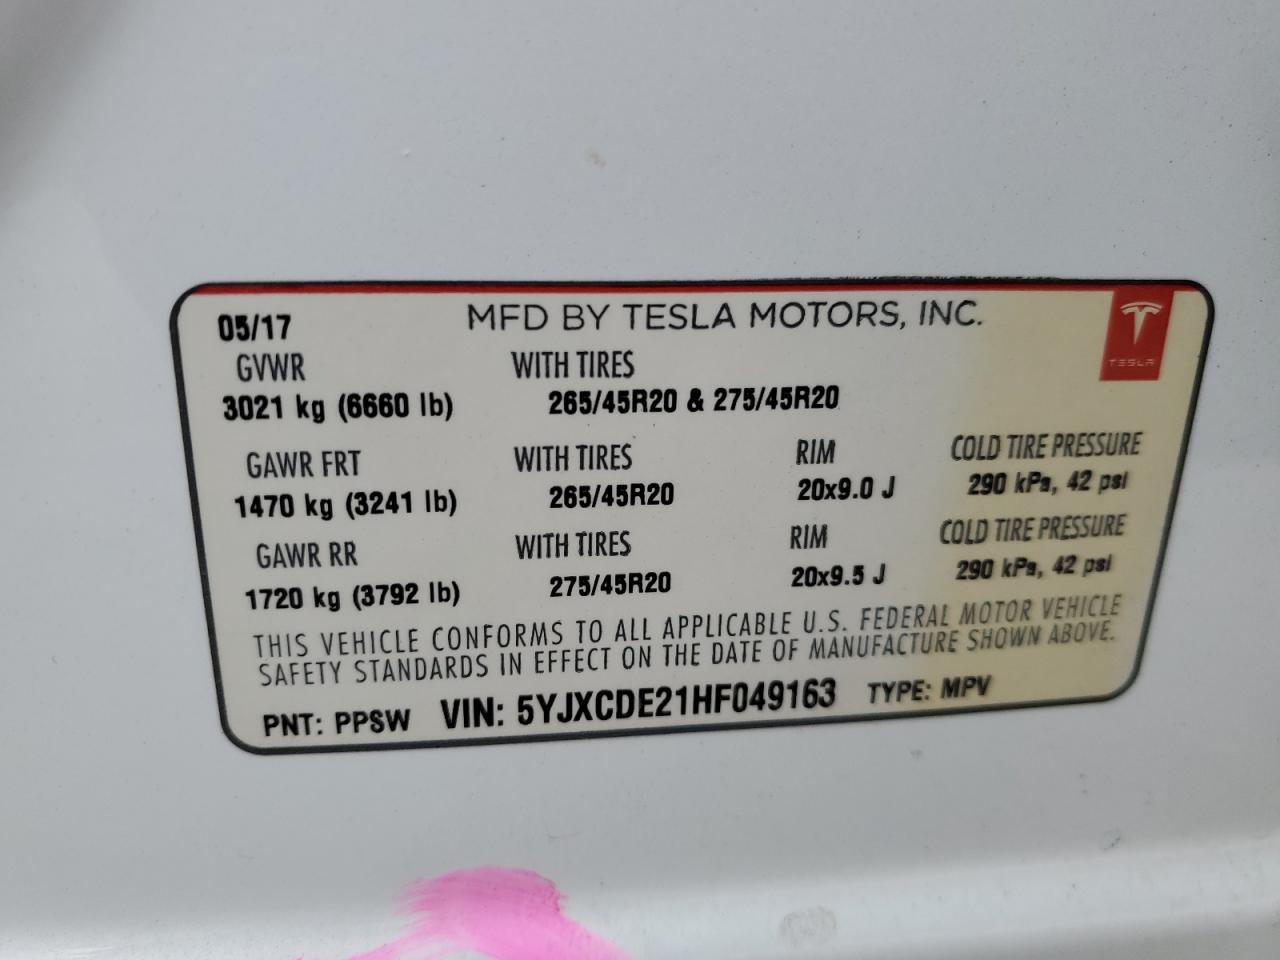 05/17 MFD BY TESLA MOTORS, INC.
TESLA
GVWR WITH TIRES
3021 kg (6660 lb) 265/45R20 & 275/45R20
GAWR FRT WITH TIRES RIM COLD TIRE PRESSURE
1470 kg (3241 lb) 265/45R20 20x9.0 J 290 kPa, 42 psi
GAWR RR WITH TIRES RIM COLD TIRE PRESSURE
1720 kg (3792 lb) 275/45R20 20x9.5 J 290 kPa, 42 psi
THIS VEHICLE CONFORMS TO ALL APPLICABLE U.S. FEDERAL MOTOR VEHICLE
SAFETY STANDARDS IN EFFECT ON THE DATE OF MANUFACTURE SHOWN ABOVE.
PNT: PPSW VIN: 5YJXCDE21HF049163 TYPE: MPV